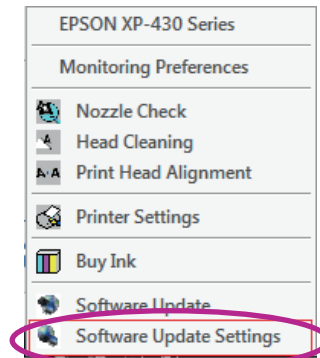 EPSON XP-430 Series
Monitoring Preferences
Nozzle Check
Head Cleaning
Print Head Alignment
Printer Settings
Buy Ink
Software Update
Software Update Settings